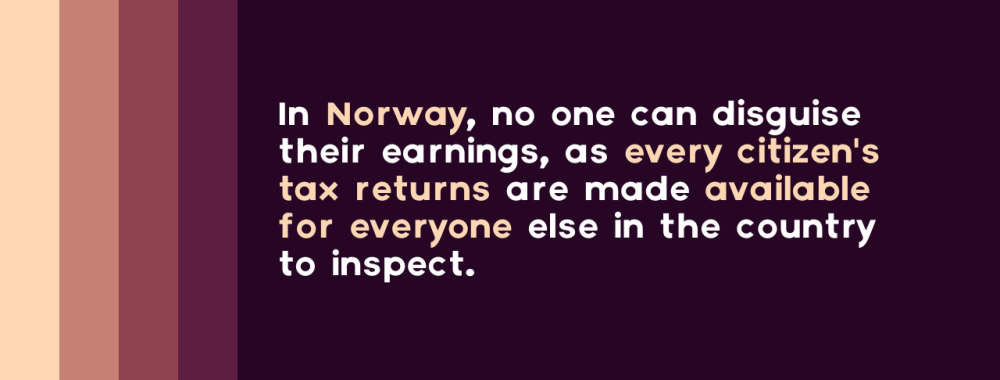 In Norway, no one can disguise
their earnings, as every citizen's
tax returns are made available
for everyone else in the country
to inspect.